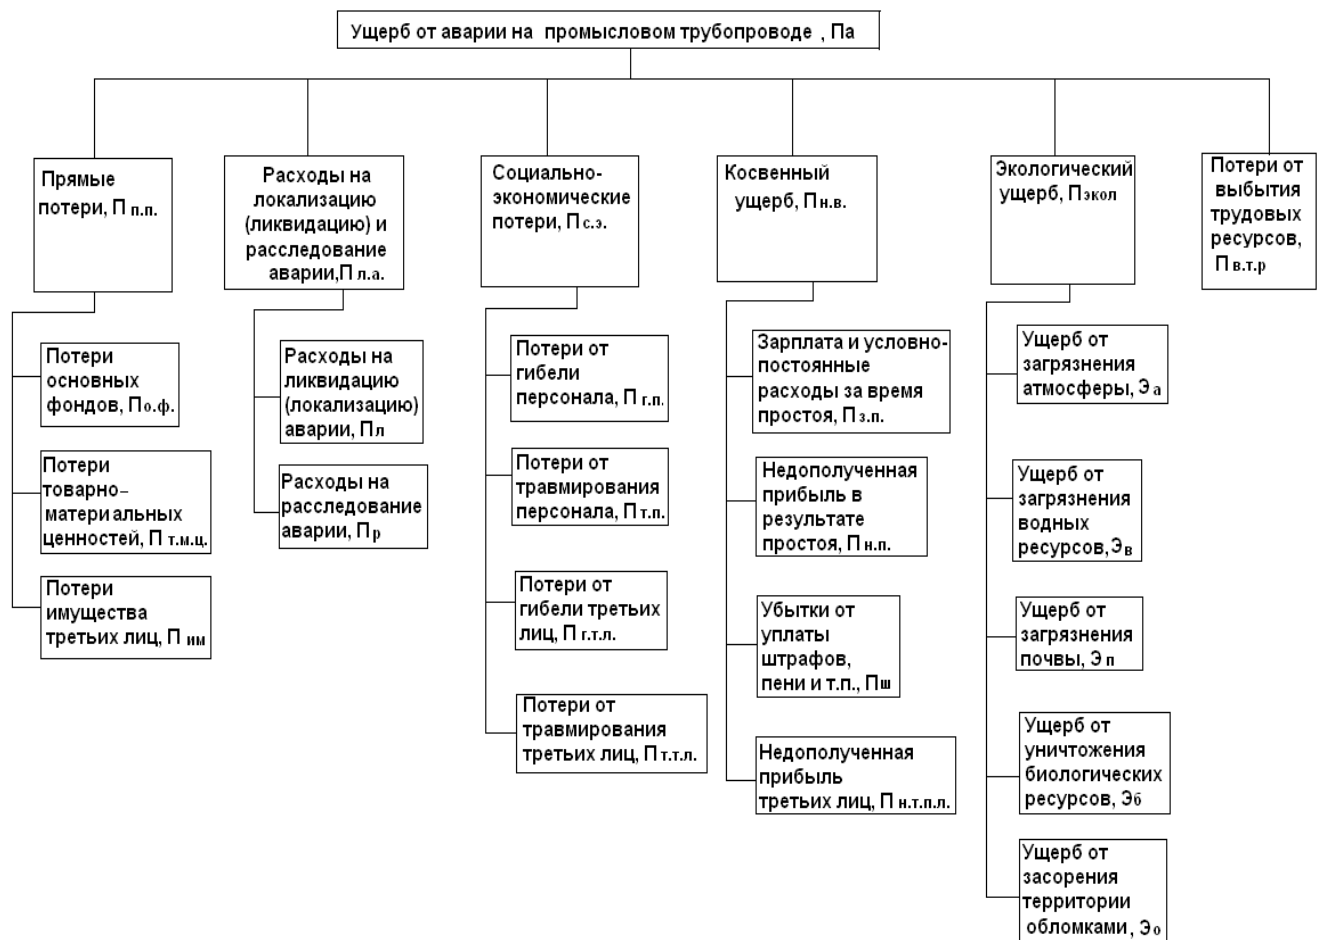 Ущерб от аварии на промысловом трубопроводе , Па
Прямые
потери, П п.п.
Расходы на
локализацию
(ликвидацию) и
расследование
аварии,П л.а.
Социально-
экономические
потери, П с.э.
Косвенный
ущерб, П н.в.
Экологический
ущерб, П экол
Потери от
выбытия
трудовых
ресурсов,
П в.т.р
Потери
основных
фондов, П о.ф.
Потери
товарно–
материальных
ценностей, П т.м.ц.
Потери
имущества
третьих лиц, П им
Расходы на
ликвидацию
(локализацию)
аварии, П л
Расходы на
расследование
аварии, П р
Потери от
гибели
персонала, П г.п.
Потери от
травмирования
персонала, П т.п.
Потери от
гибели третьих
лиц, П г.т.л.
Потери от
травмирования
третьих лиц, П т.т.л.
Зарплата и условно-
постоянные
расходы за время
простоя, П з.п.
Недополученная
прибыль в
результате
простоя, П н.п.
Убытки от
уплаты
штрафов,
пени и т.п., П ш
Недополученная
прибыль
третьих лиц, П н.т.п.л.
Ущерб от
загрязнения
атмосферы, Э а
Ущерб от
загрязнения
водных
ресурсов, Э в
Ущерб от
загрязнения
почвы, Э п
Ущерб от
уничтожения
биологических
ресурсов, Э б
Ущерб от
засорения
территории
обломками, Э о